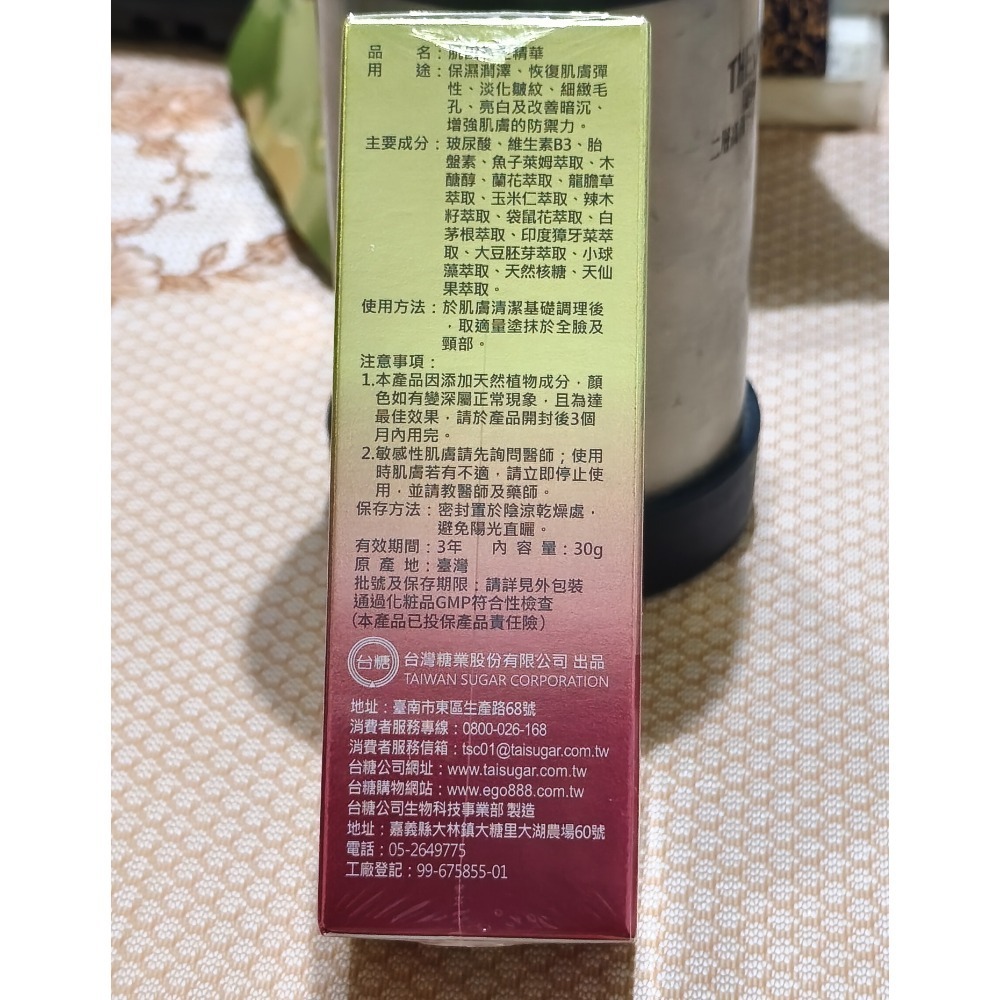 品　　名：肌精華
用　　途：保濕潤澤、恢復肌膚彈
性、淡化皺紋、細緻毛
孔、亮白及改善暗沉、
增強肌膚的防禦力。
主要成分：玻尿酸、維生素B3、胎
盤素、魚子萊姆萃取、木
醣醇、蘭花萃取、龍膽草
萃取、玉米仁萃取、辣木
籽萃取、袋鼠花萃取、白
茅根萃取、印度獐牙菜萃
取、大豆胚芽萃取、小球
藻萃取、天然核糖、天仙
果萃取。
使用方法：於肌膚清潔基礎調理後
，取適量塗抹於全臉及
頸部。
注意事項：
1.本產品因添加天然植物成分，顏
色如有變深屬正常現象，且為達
最佳效果，請於產品開封後3個
月內用完。
2.敏感性肌膚請先詢問醫師；使用
時肌膚若有不適，請立即停止使
用，並請教醫師及藥師。
保存方法：密封置於陰涼乾燥處，
避免陽光直曬。
有效期間：3年　內 容 量：30g
原 產 地：臺灣
批號及保存期限：請詳見外包裝
通過化粧品GMP符合性檢查
(本產品已投保產品責任險)
台糖 台灣糖業股份有限公司 出品
TAIWAN SUGAR CORPORATION
地址：臺南市東區生產路68號
消費者服務專線：0800-026-168
消費者服務信箱：tsc01@taisugar.com.tw
台糖公司網址：www.taisugar.com.tw
台糖購物網站：www.ego888.com.tw
台糖公司生物科技事業部 製造
地址：嘉義縣大林鎮大糖里大湖農場60號
電話：05-2649775
工廠登記：99-675855-01